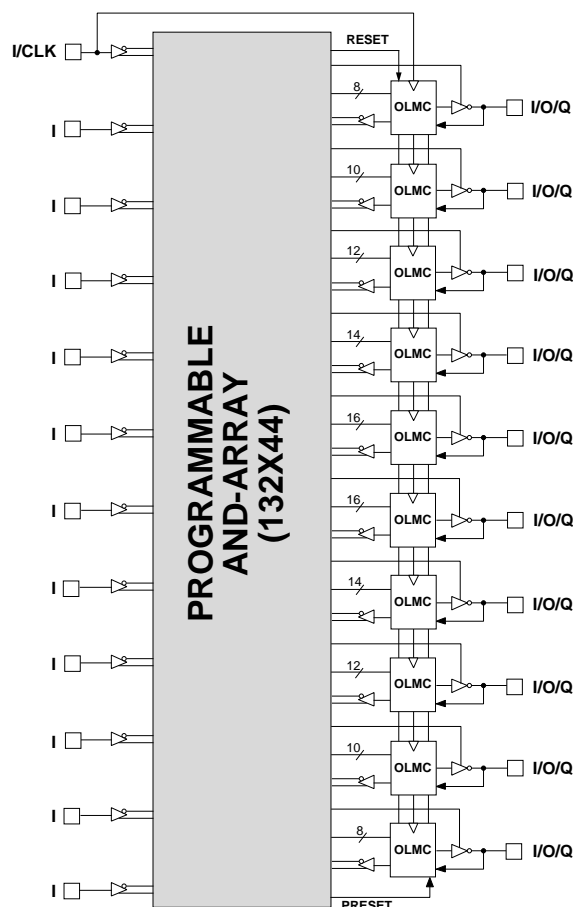 RESET
I/CLK
8
OLMC
I/O/Q
I
10
OLMC
I/O/Q
I
12
OLMC
I/O/Q
I
14
OLMC
I/O/Q
I
16
OLMC
I/O/Q
I
PROGRAMMABLE
AND-ARRAY
(132X44)
16
OLMC
I/O/Q
I
14
OLMC
I/O/Q
I
12
OLMC
I/O/Q
I
10
OLMC
I/O/Q
I
8
OLMC
I/O/Q
I
I
PRESET